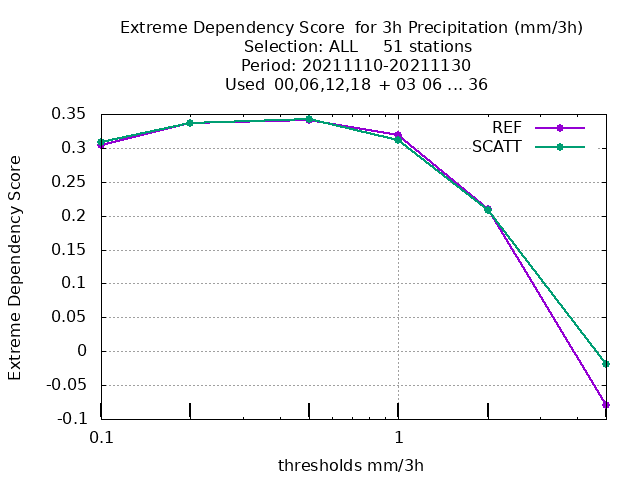 Extreme Dependency Score  for 3h Precipitation (mm/3h)
Selection: ALL     51 stations
Period: 20211110-20211130
Used  00,06,12,18  + 03 06 ... 36
REF
SCATT
0.35
0.3
0.25
0.2
0.15
0.1
0.05
0
-0.05
-0.1
Extreme Dependency Score
0.1
1
thresholds mm/3h